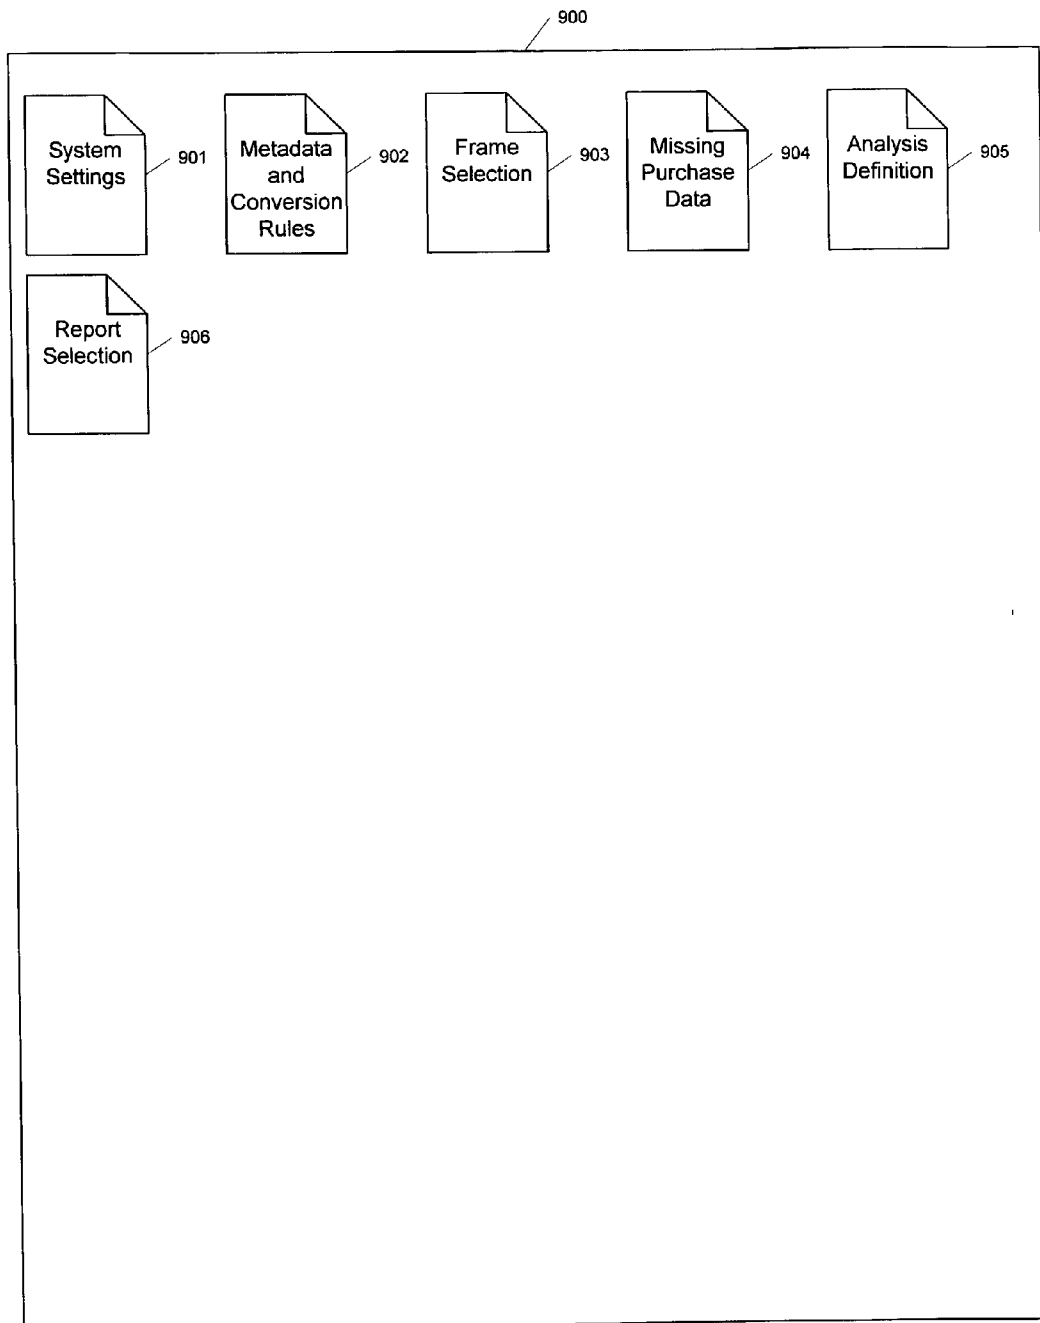 900
System
Settings
901
Metadata
and
Conversion
Rules
902
Frame
Selection
903
Missing
Purchase
Data
904
Analysis
Definition
905
Report
Selection
906